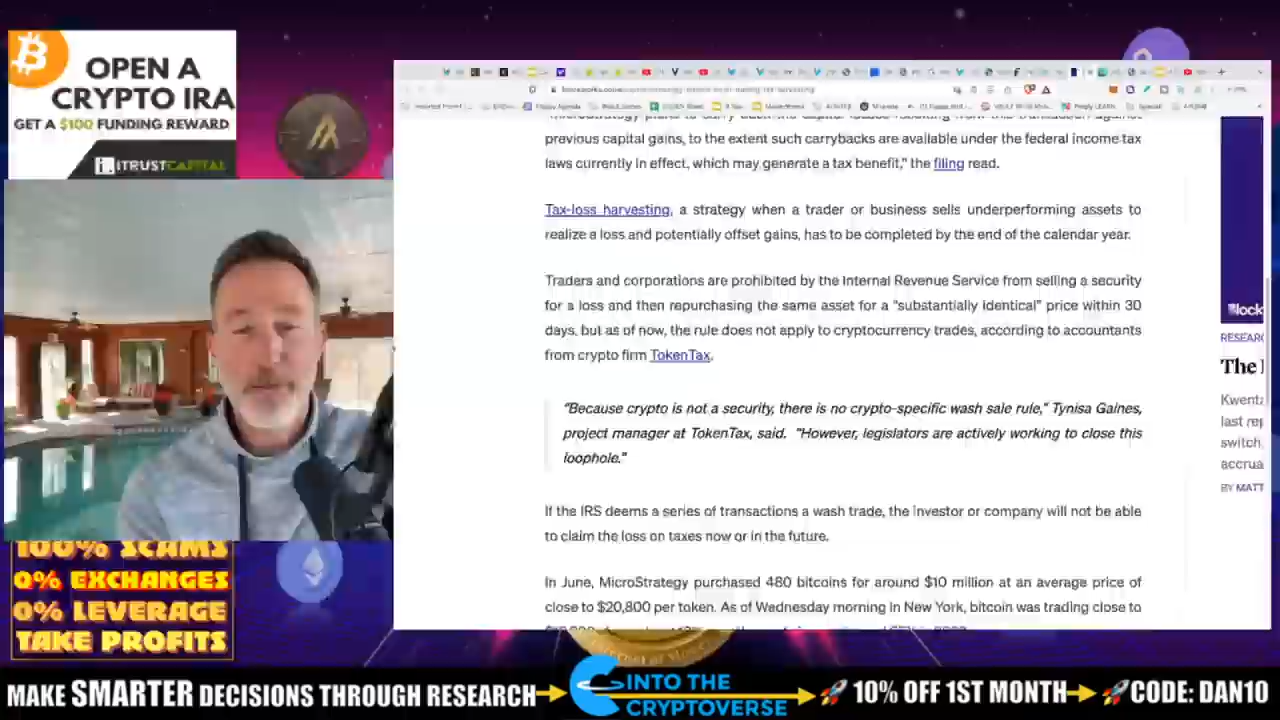 OPEN A
CRYPTO IRA
GET A $100 FUNDING REWARD
ITRUSTCAPITAL
100% SCAMS
0% EXCHANGES
0% LEVERAGE
TAKE PROFITS
previous capital gains, to the extent such carrybacks are available under the federal income tax
laws currently in effect, which may generate a tax benefit," the filing read.
Tax-loss harvesting, a strategy when a trader or business sells underperforming assets to
realize a loss and potentially offset gains, has to be completed by the end of the calendar year.
Traders and corporations are prohibited by the Internal Revenue Service from selling a security
for a loss and then repurchasing the same asset for a "substantially identical" price within 30
days, but as of now, the rule does not apply to cryptocurrency trades, according to accountants
from crypto firm TokenTax.
"Because crypto is not a security, there is no crypto-specific wash sale rule," Tynisa Gaines,
project manager at TokenTax, said. "However, legislators are actively working to close this
loophole."
If the IRS deems a series of transactions a wash trade, the investor or company will not be able
to claim the loss on taxes now or in the future.
In June, MicroStrategy purchased 480 bitcoins for around $10 million at an average price of
close to $20,800 per token. As of Wednesday morning in New York, bitcoin was trading close to
Block
RESEARC
The
Kwenta
last rep
switch,
accrua
BY MATT
MAKE SMARTER DECISIONS THROUGH RESEARCH
INTO THE
CRYPTOVERSE
10% OFF 1ST MONTH
CODE: DAN10